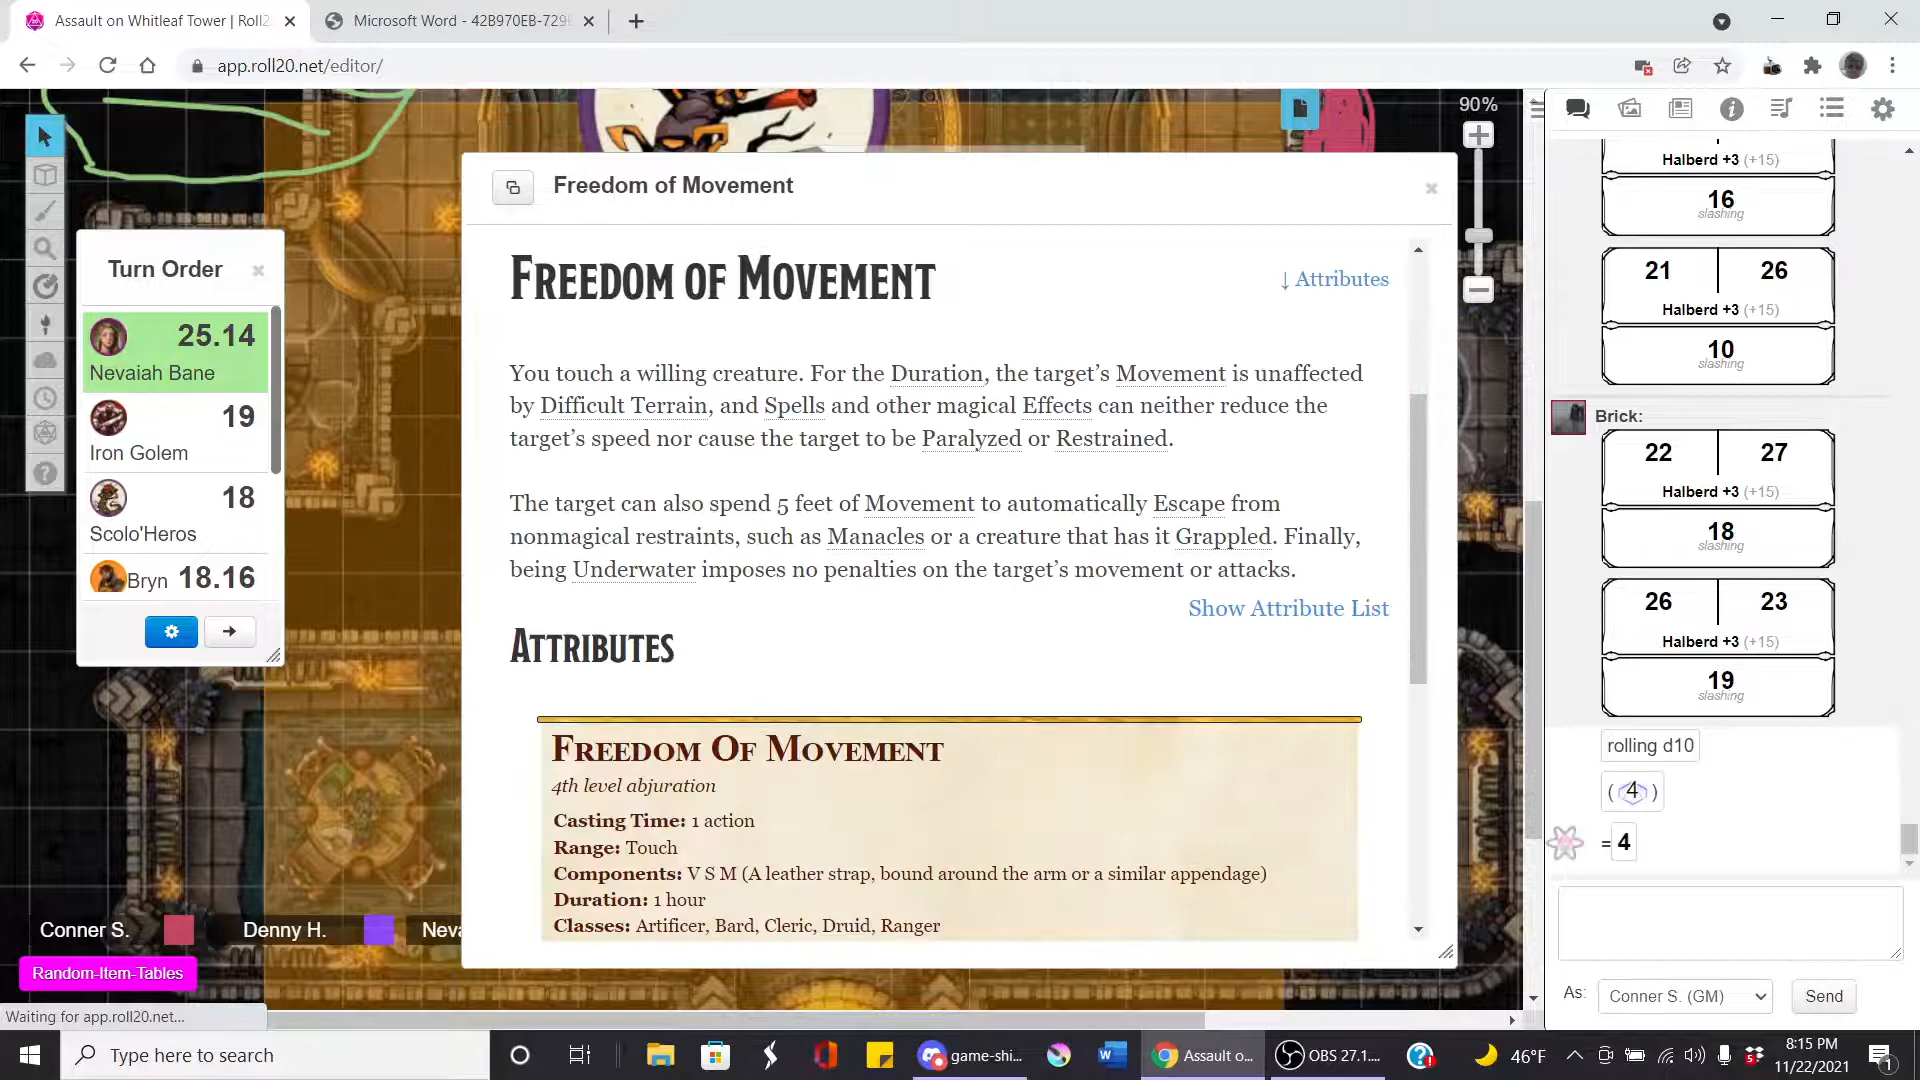 Assault on Whitleaf Tower | Roll2
Microsoft Word - 42B970EB-729
app.roll20.net/editor/
90%
Turn Order
25.14
Nevaiah Bane
19
Iron Golem
18
Scolo'Heros
Bryn 18.16
Freedom of Movement
Freedom of Movement
↓ Attributes
You touch a willing creature. For the Duration, the target's Movement is unaffected
by Difficult Terrain, and Spells and other magical Effects can neither reduce the
target's speed nor cause the target to be Paralyzed or Restrained.
The target can also spend 5 feet of Movement to automatically Escape from
nonmagical restraints, such as Manacles or a creature that has it Grappled. Finally,
being Underwater imposes no penalties on the target's movement or attacks.
Show Attribute List
Attributes
Freedom Of Movement
4th level abjuration
Casting Time: 1 action
Range: Touch
Components: V S M (A leather strap, bound around the arm or a similar appendage)
Duration: 1 hour
Classes: Artificer, Bard, Cleric, Druid, Ranger
Halberd +3 (+15)
16
slashing
21 26
Halberd +3 (+15)
10
slashing
Brick:
22 27
Halberd +3 (+15)
18
slashing
26 23
Halberd +3 (+15)
19
slashing
rolling d10
(4)
=4
As: Conner S. (GM) Send
Conner S. Denny H. Neva
Random-Item-Tables
Waiting for app.roll20.net...
Type here to search
game-shi...
Assault o...
OBS 27.1....
46°F
5
8:15 PM
11/22/2021
1